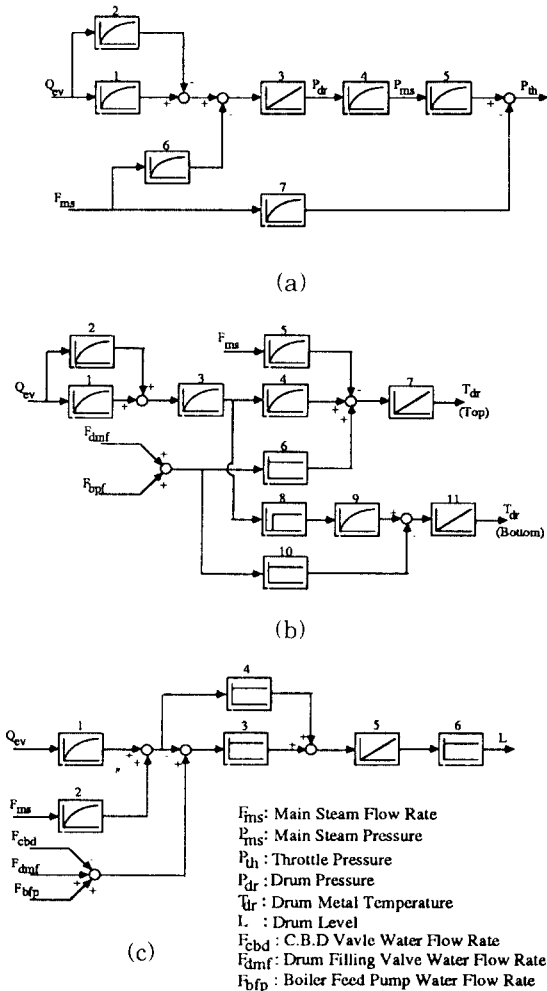 2
Q_ev
1
3
P_dr
4
P_ms
5
P_th
+
-
+
-
+
-
6
F_ms
7
(a)
2
F_ms
5
Q_ev
1
3
4
7
T_dr
(Top)
+
+
-
+
+
F_dmf
F_bpf
+
+
6
8
9
11
T_dr
(Bottom)
+
-
10
(b)
4
Q_ev
1
3
5
6
L
+
+
+
+
+
F_ms
2
F_cbd
F_dmf
F_bfp
-
+
+
(c)
F_ms: Main Steam Flow Rate
P_ms: Main Steam Pressure
P_th : Throttle Pressure
P_dr : Drum Pressure
T_dr : Drum Metal Temperature
L : Drum Level
F_cbd : C.B.D Vavle Water Flow Rate
F_dmf : Drum Filling Valve Water Flow Rate
F_bfp : Boiler Feed Pump Water Flow Rate